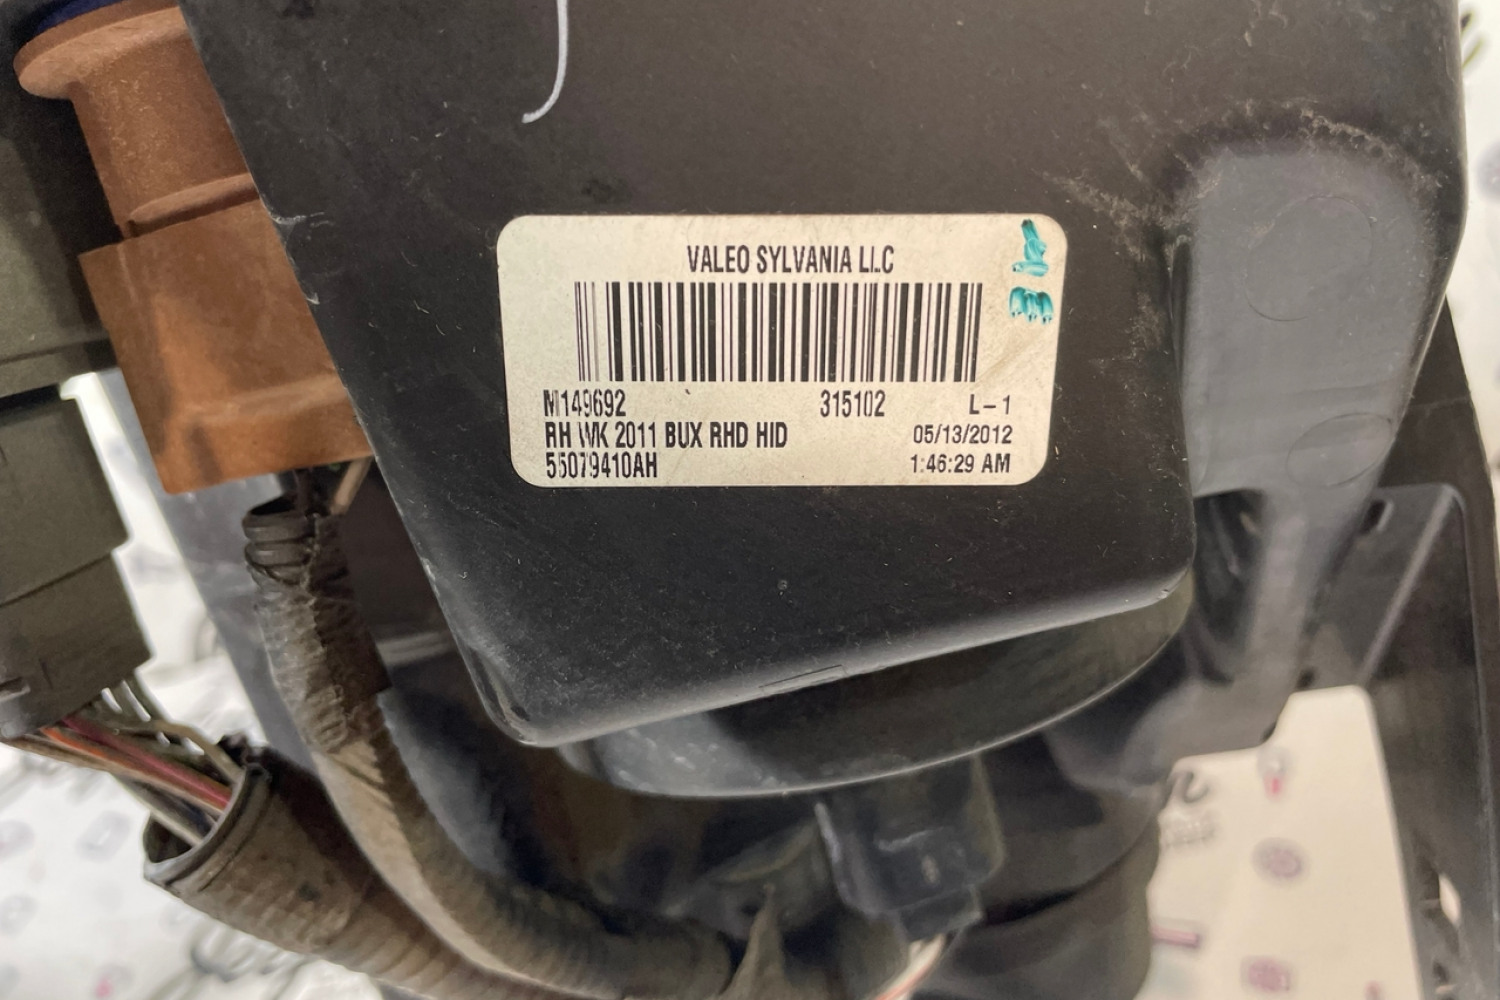 VALEO SYLVANIA LLC
M149692 315102 L-1
RH WK 2011 BUX RHD HID 05/13/2012
55079410AH 1:46:29 AM